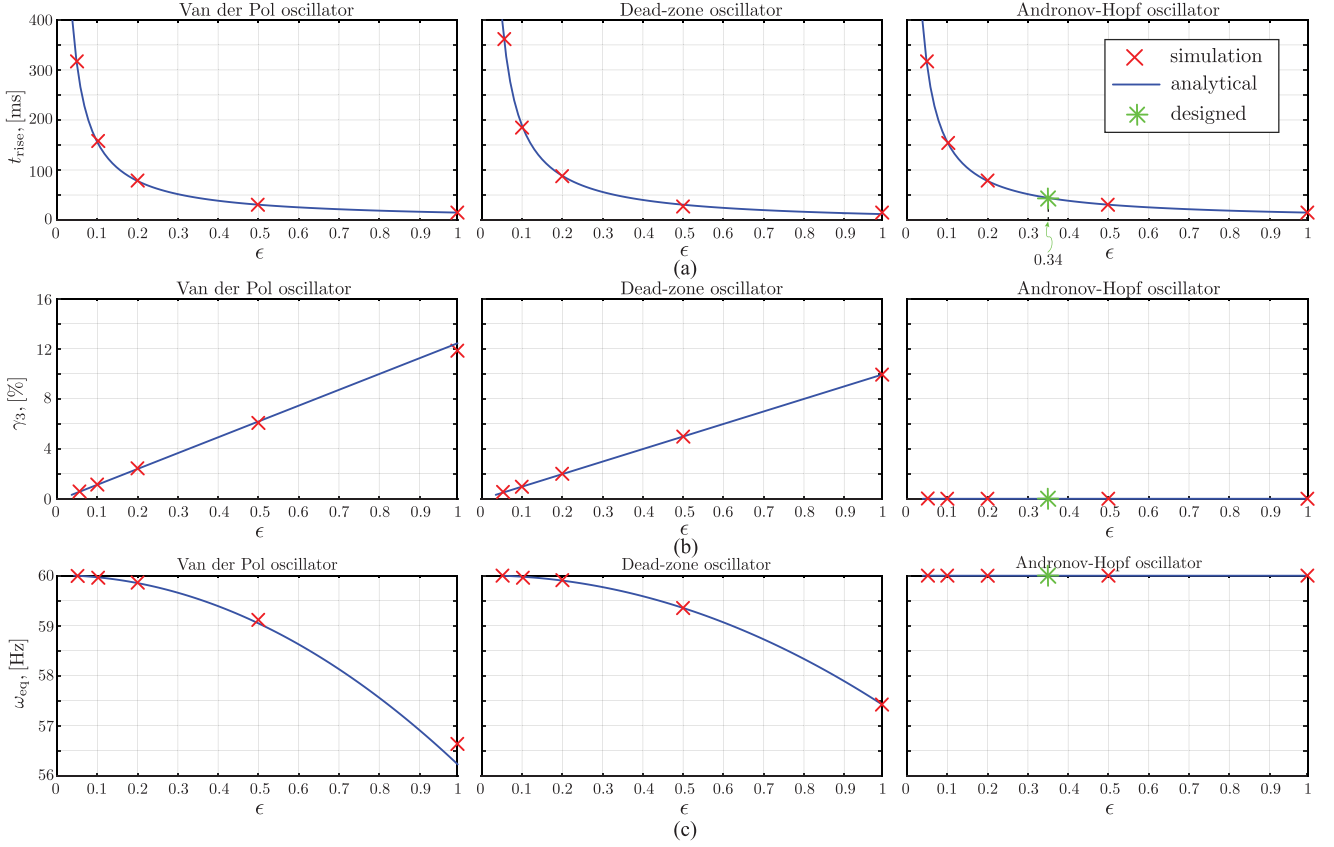 Van der Pol oscillator
Dead-zone oscillator
Andronov-Hopf oscillator
400
300
200
100
0
t_rise, [ms]
0 0.1 0.2 0.3 0.4 0.5 0.6 0.7 0.8 0.9 1
ϵ
0 0.1 0.2 0.3 0.4 0.5 0.6 0.7 0.8 0.9 1
ϵ
simulation
analytical
designed
0 0.1 0.2 0.3 0.4 0.5 0.6 0.7 0.8 0.9 1
ϵ
0.34
(a)
Van der Pol oscillator
Dead-zone oscillator
Andronov-Hopf oscillator
16
12
8
4
0
γ_3, [%]
0 0.1 0.2 0.3 0.4 0.5 0.6 0.7 0.8 0.9 1
ϵ
0 0.1 0.2 0.3 0.4 0.5 0.6 0.7 0.8 0.9 1
ϵ
0 0.1 0.2 0.3 0.4 0.5 0.6 0.7 0.8 0.9 1
ϵ
(b)
Van der Pol oscillator
Dead-zone oscillator
Andronov-Hopf oscillator
60
59
58
57
56
ω_eq, [Hz]
0 0.1 0.2 0.3 0.4 0.5 0.6 0.7 0.8 0.9 1
ϵ
0 0.1 0.2 0.3 0.4 0.5 0.6 0.7 0.8 0.9 1
ϵ
0 0.1 0.2 0.3 0.4 0.5 0.6 0.7 0.8 0.9 1
ϵ
(c)